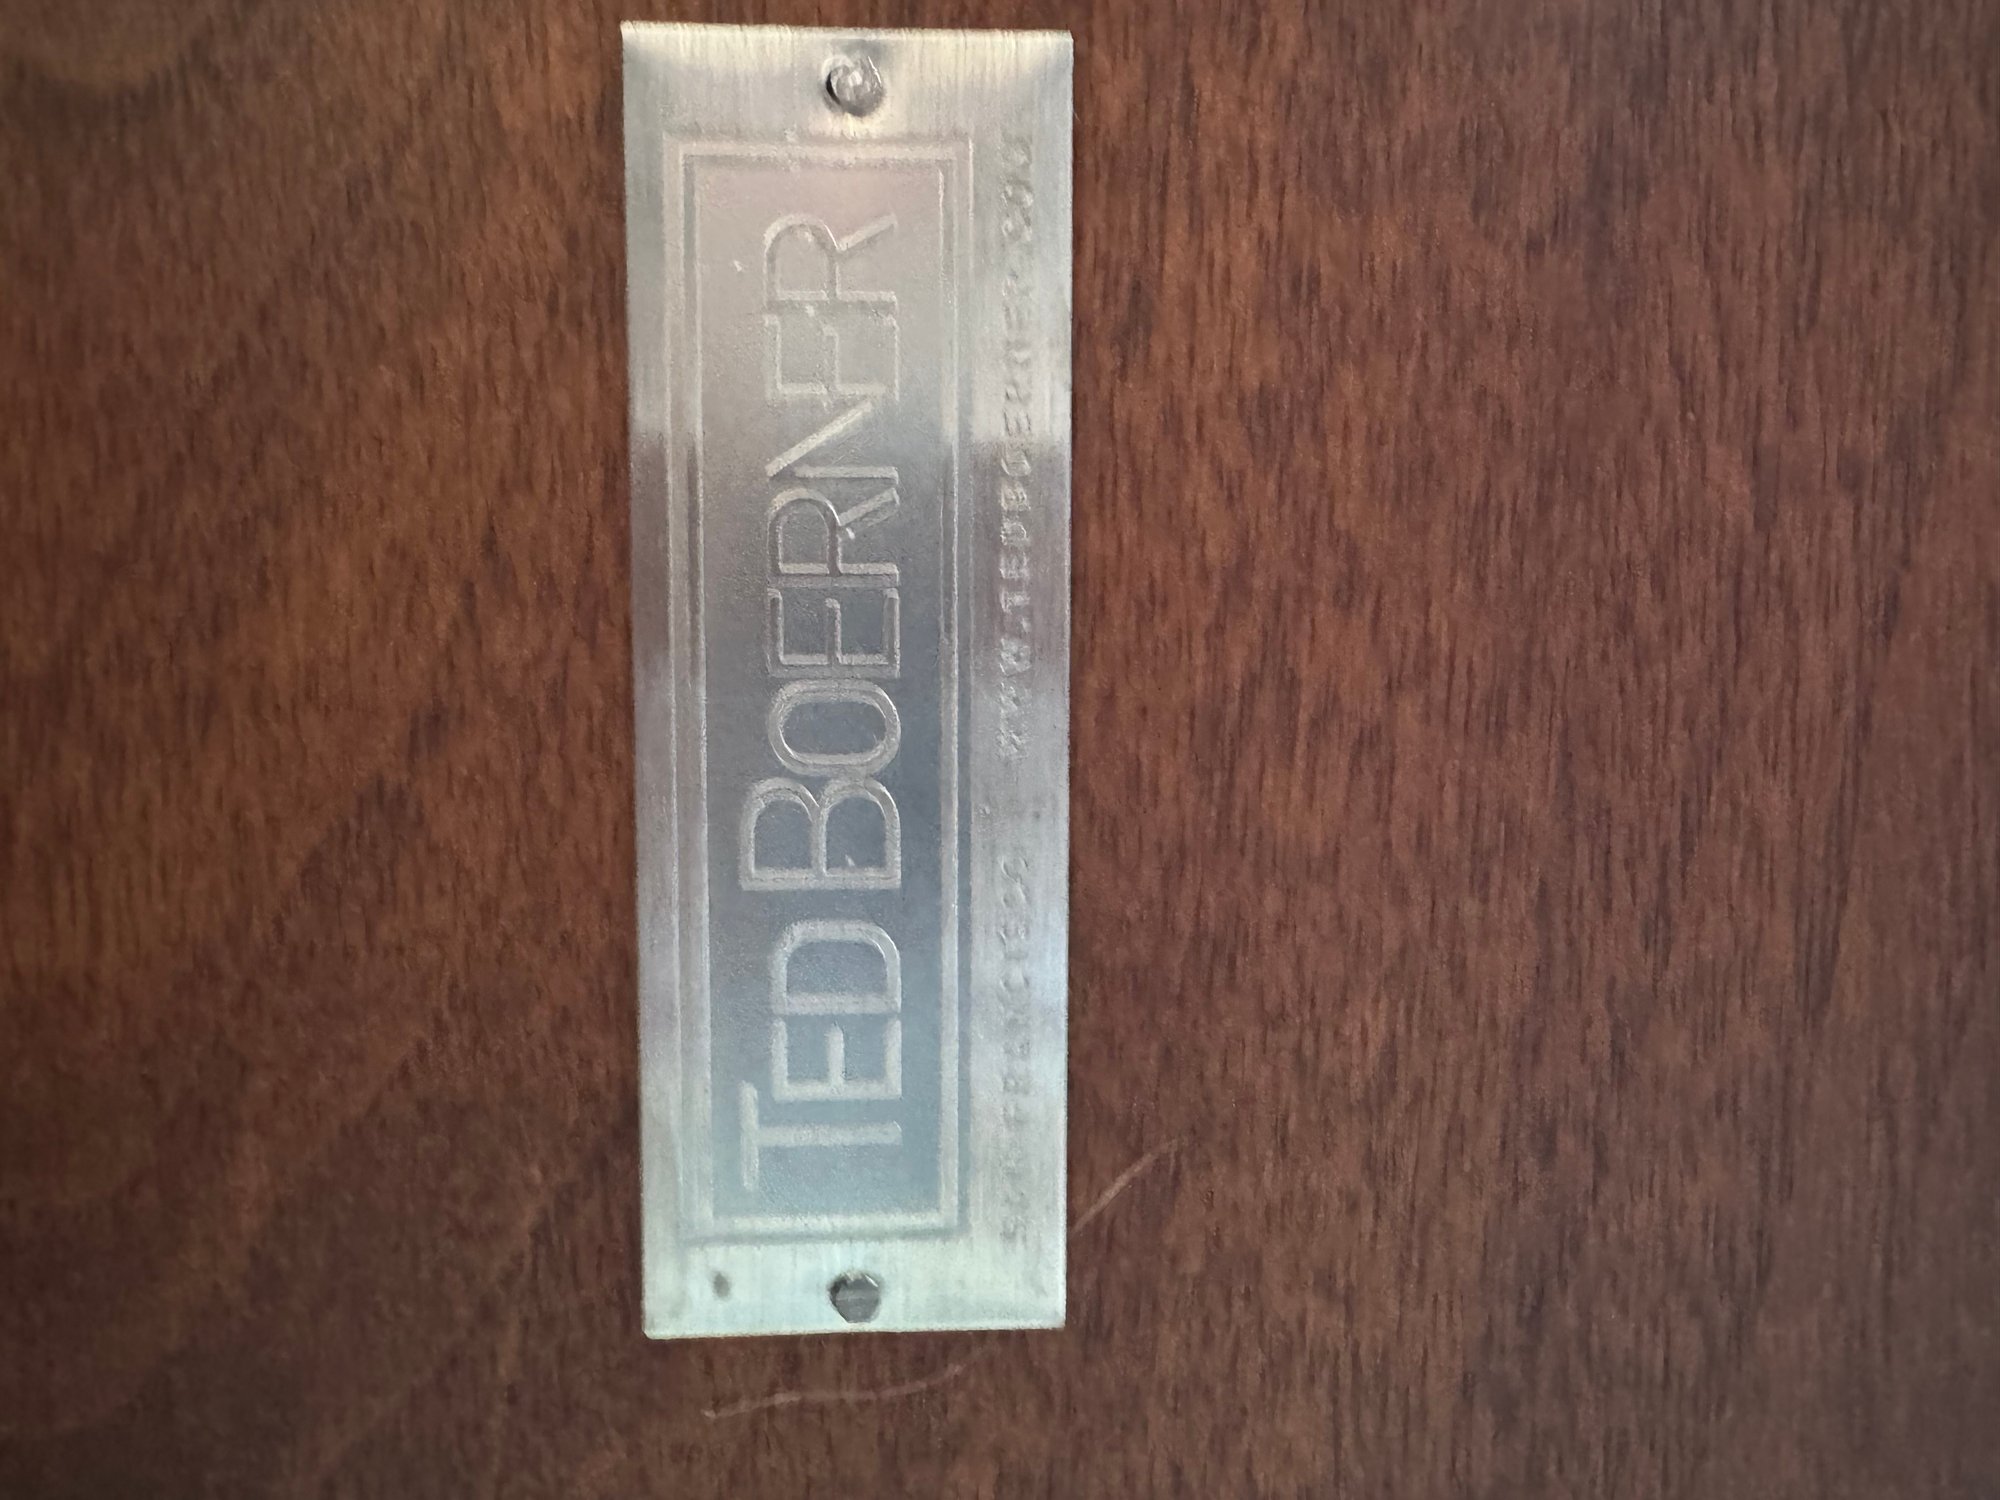 TED BOERNER
SAN FRANCISCO | WWW.TEDBOERNER.COM